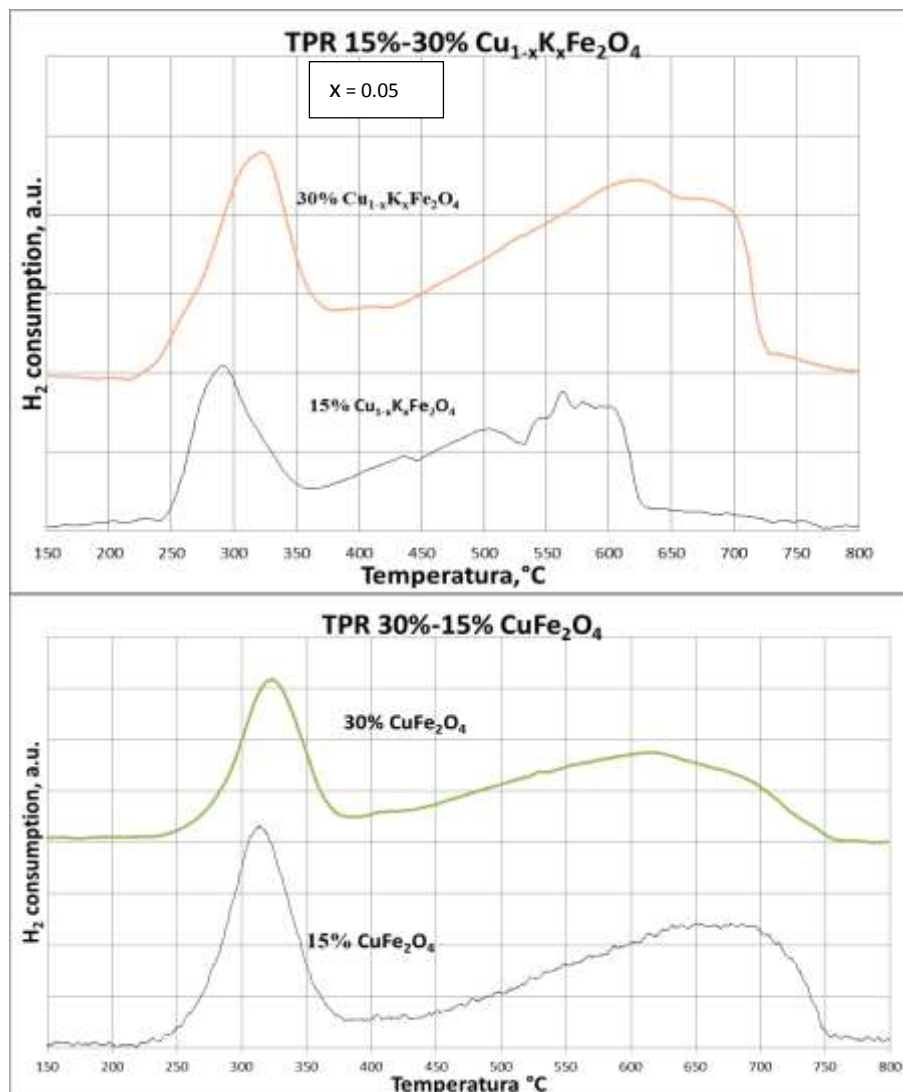 TPR 15%-30% Cu₁₋ₓKₓFe₂O₄
X = 0.05
30% Cu₁₋ₓKₓFe₂O₄
15% Cu₁₋ₓKₓFe₂O₄
H₂ consumption, a.u.
150 200 250 300 350 400 450 500 550 600 650 700 750 800
Temperatura,°C
TPR 30%-15% CuFe₂O₄
30% CuFe₂O₄
15% CuFe₂O₄
H₂ consumption, a.u.
150 200 250 300 350 400 450 500 550 600 650 700 750 800
Temperatura °C